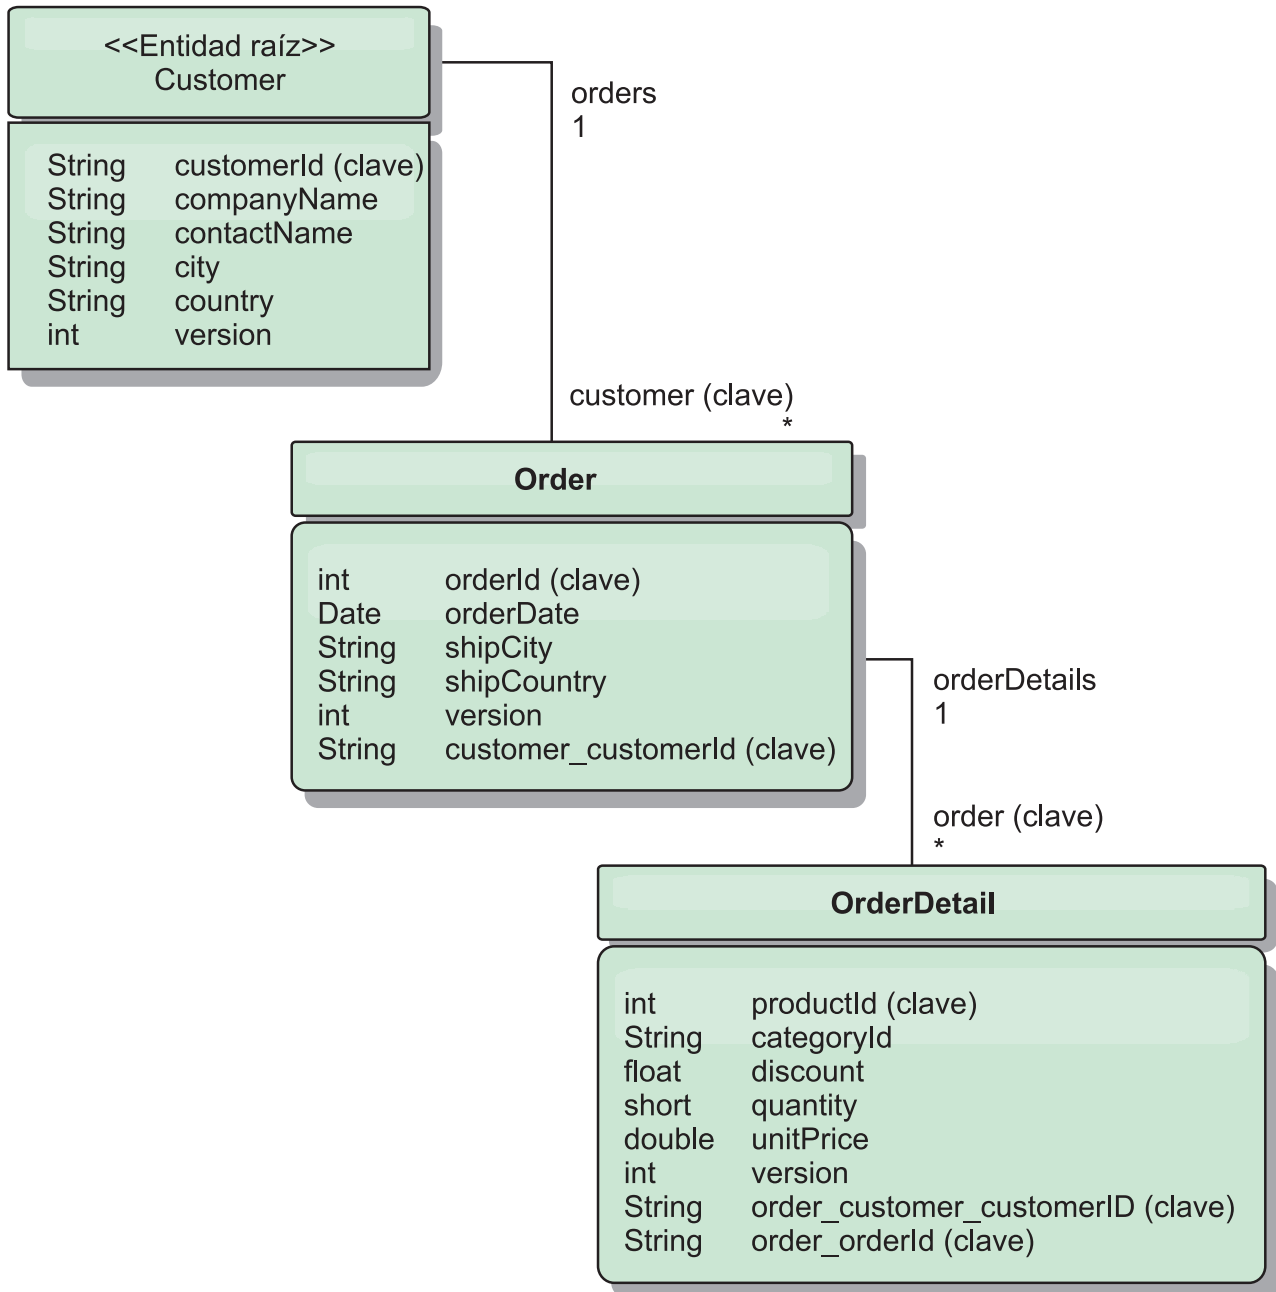 <<Entidad raíz>>
Customer
String customerId (clave)
String companyName
String contactName
String city
String country
int version
orders
1
customer (clave)
*
Order
int orderId (clave)
Date orderDate
String shipCity
String shipCountry
int version
String customer_customerId (clave)
orderDetails
1
order (clave)
*
OrderDetail
int productId (clave)
String categoryId
float discount
short quantity
double unitPrice
int version
String order_customer_customerID (clave)
String order_orderId (clave)